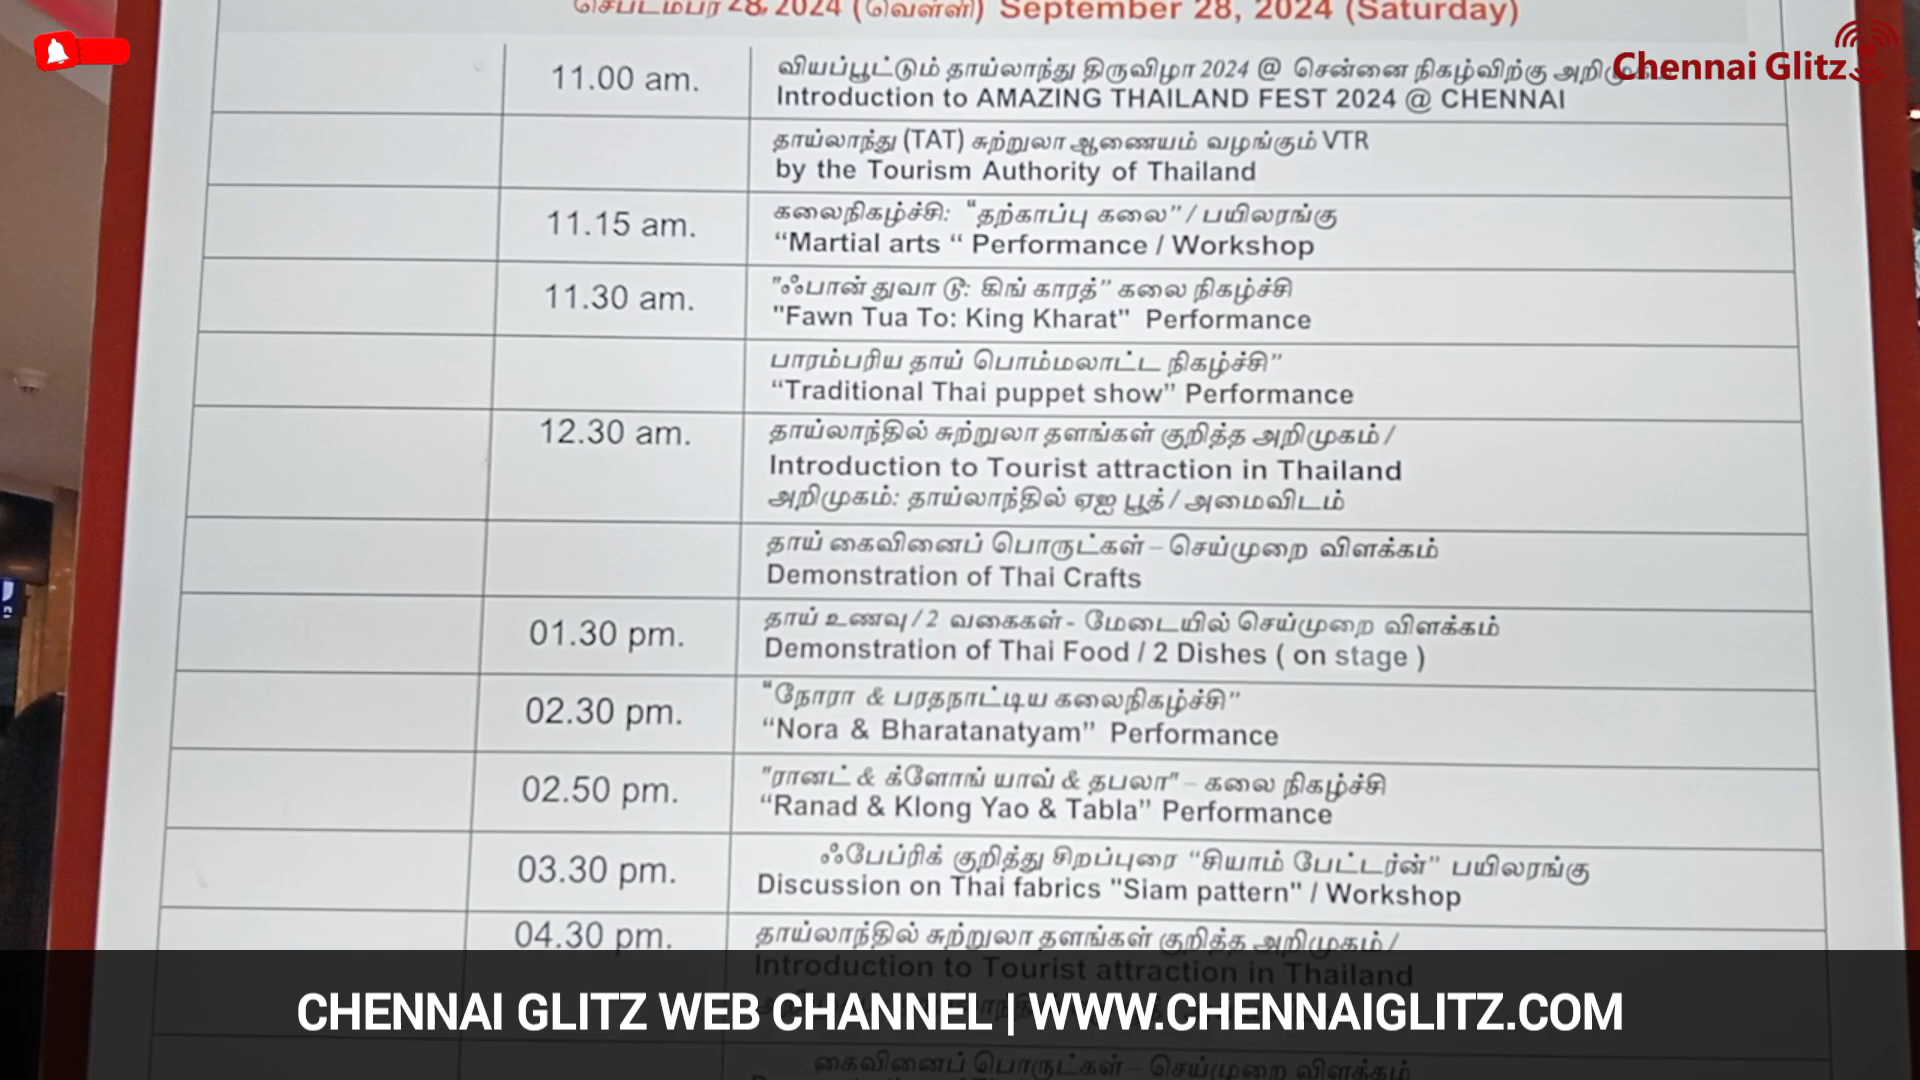 செப்டம்பர் 28, 2024 (வெள்ளி) September 28, 2024 (Saturday)
Chennai Glitz
11.00 am.
வியப்பூட்டும் தாய்லாந்து திருவிழா 2024 @ சென்னை நிகழ்விற்கு
Introduction to AMAZING THAILAND FEST 2024 @ CHENNAI
தாய்லாந்து (TAT) சுற்றுலா ஆணையம் வழங்கும் VTR
by the Tourism Authority of Thailand
11.15 am.
கலைநிகழ்ச்சி: "தற்காப்பு கலை" / பயிலரங்கு
“Martial arts “ Performance / Workshop
11.30 am.
"ஃபான் துவா டூ: கிங் காரத்" கலை நிகழ்ச்சி
"Fawn Tua To: King Kharat" Performance
பாரம்பரிய தாய் பொம்மலாட்ட நிகழ்ச்சி"
“Traditional Thai puppet show” Performance
12.30 am.
தாய்லாந்தில் சுற்றுலா தளங்கள் குறித்த அறிமுகம் /
Introduction to Tourist attraction in Thailand
அறிமுகம்: தாய்லாந்தில் ஏஐ பூத் / அமைவிடம்
தாய் கைவினைப் பொருட்கள் – செய்முறை விளக்கம்
Demonstration of Thai Crafts
01.30 pm.
தாய் உணவு / 2 வகைகள் - மேடையில் செய்முறை விளக்கம்
Demonstration of Thai Food / 2 Dishes ( on stage )
02.30 pm.
"நோரா & பரதநாட்டிய கலைநிகழ்ச்சி"
“Nora & Bharatanatyam” Performance
02.50 pm.
"ரானட் & க்ளோங் யாவ் & தபலா" – கலை நிகழ்ச்சி
“Ranad & Klong Yao & Tabla” Performance
03.30 pm.
ஃபேப்ரிக் குறித்து சிறப்புரை “சியாம் பேட்டர்ன்” பயிலரங்கு
Discussion on Thai fabrics "Siam pattern" / Workshop
04.30 pm.
தாய்லாந்தில் சுற்றுலா தளங்கள் குறித்த அறிமுகம் /
Introduction to Tourist attraction in Thailand
CHENNAI GLITZ WEB CHANNEL | WWW.CHENNAIGLITZ.COM
கைவினைப் பொருட்கள் – செய்முறை விளக்கம்